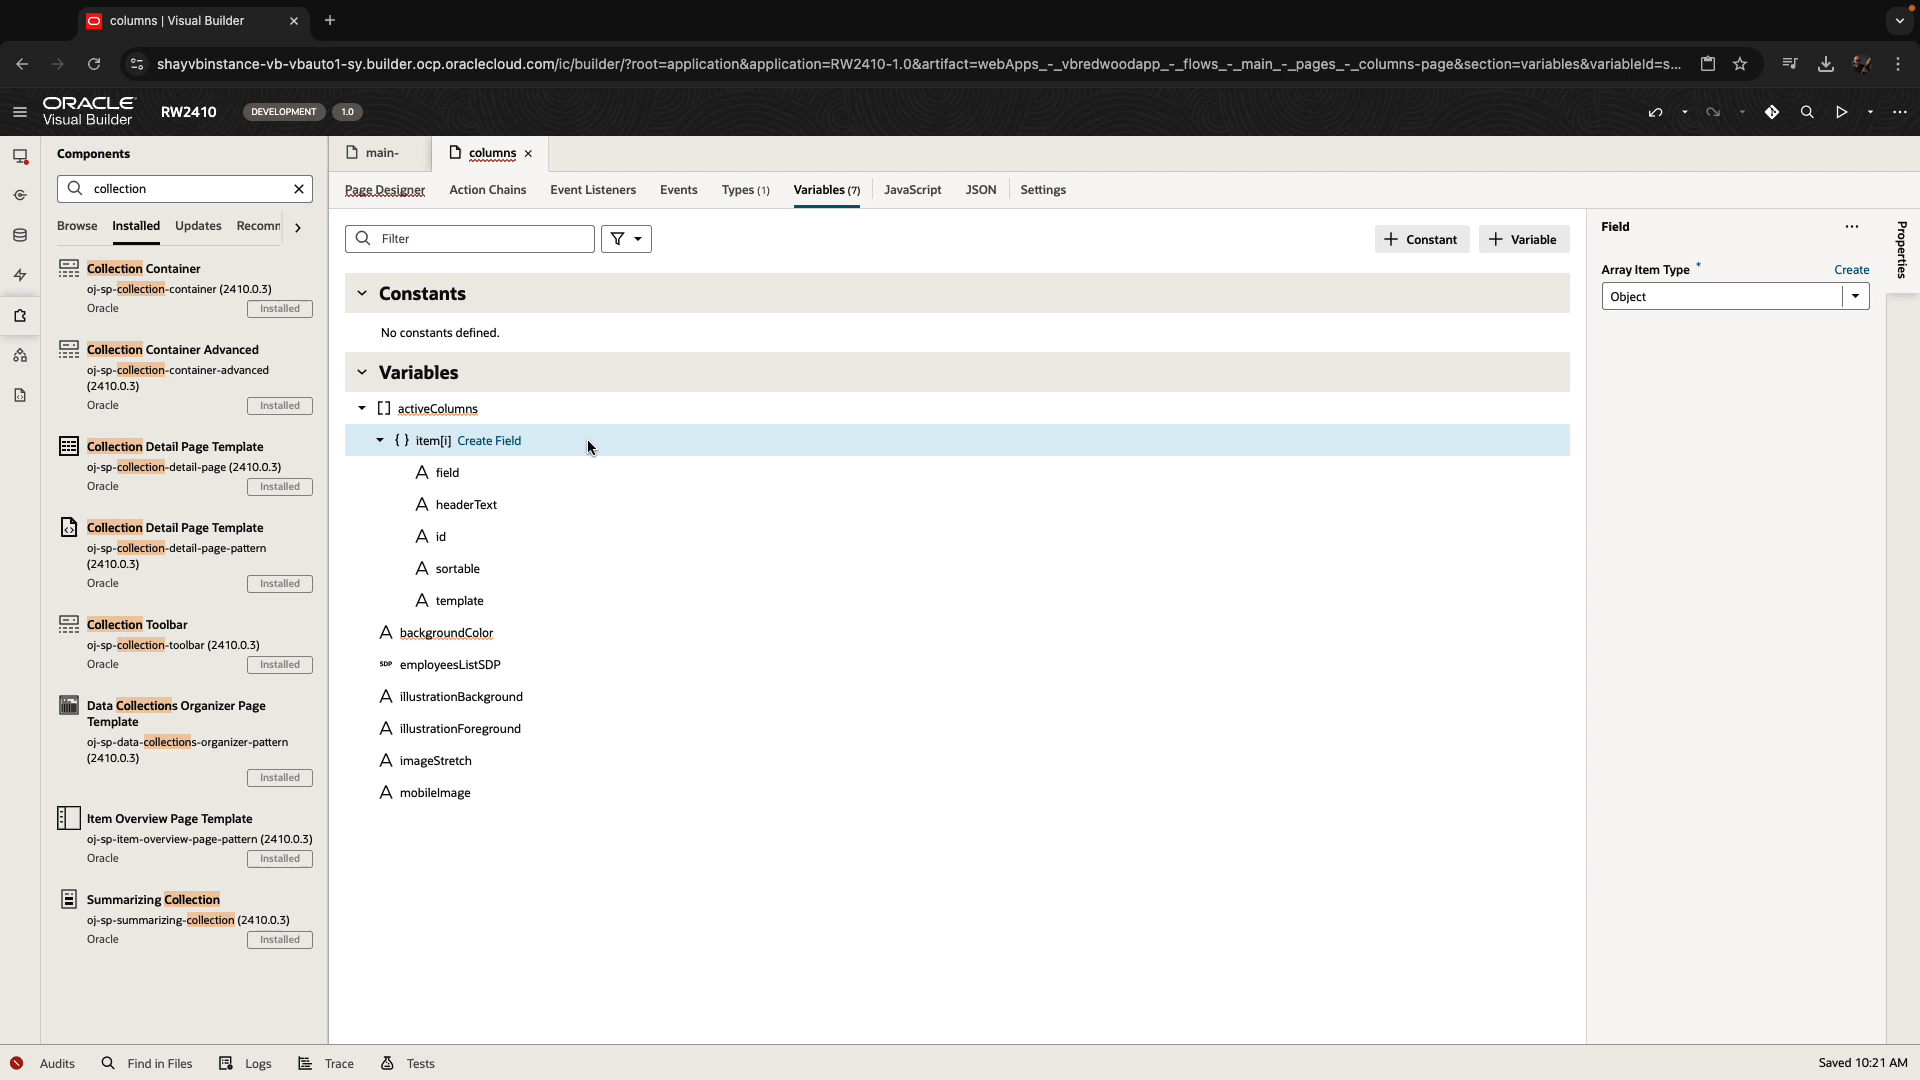 columns | Visual Builder
shayvbinstance-vb-vbauto1-sy.builder.ocp.oraclecloud.com/ic/builder/?root=application&application=RW2410-1.0&artifact=webApps_-_vbredwoodapp_-_flows_-_main_-_pages_-_columns-page&section=variables&variableId=s...
ORACLE
Visual Builder
RW2410
DEVELOPMENT
1.0
Components
collection
Browse
Installed
Updates
Recomm
Collection Container
oj-sp-collection-container (2410.0.3)
Oracle
Installed
Collection Container Advanced
oj-sp-collection-container-advanced
(2410.0.3)
Oracle
Installed
Collection Detail Page Template
oj-sp-collection-detail-page (2410.0.3)
Oracle
Installed
Collection Detail Page Template
oj-sp-collection-detail-page-pattern
(2410.0.3)
Oracle
Installed
Collection Toolbar
oj-sp-collection-toolbar (2410.0.3)
Oracle
Installed
Data Collections Organizer Page
Template
oj-sp-data-collections-organizer-pattern
(2410.0.3)
Installed
Item Overview Page Template
oj-sp-item-overview-page-pattern (2410.0.3)
Oracle
Installed
Summarizing Collection
oj-sp-summarizing-collection (2410.0.3)
Oracle
Installed
main-
columns
Page Designer
Action Chains
Event Listeners
Events
Types (1)
Variables (7)
JavaScript
JSON
Settings
Filter
+ Constant
+ Variable
Constants
No constants defined.
Variables
[] activeColumns
{} item[i] Create Field
A field
A headerText
A id
A sortable
A template
A backgroundColor
SDP employeesListSDP
A illustrationBackground
A illustrationForeground
A imageStretch
A mobileImage
Field
Array Item Type *
Create
Object
Properties
Audits
Find in Files
Logs
Trace
Tests
Saved 10:21 AM